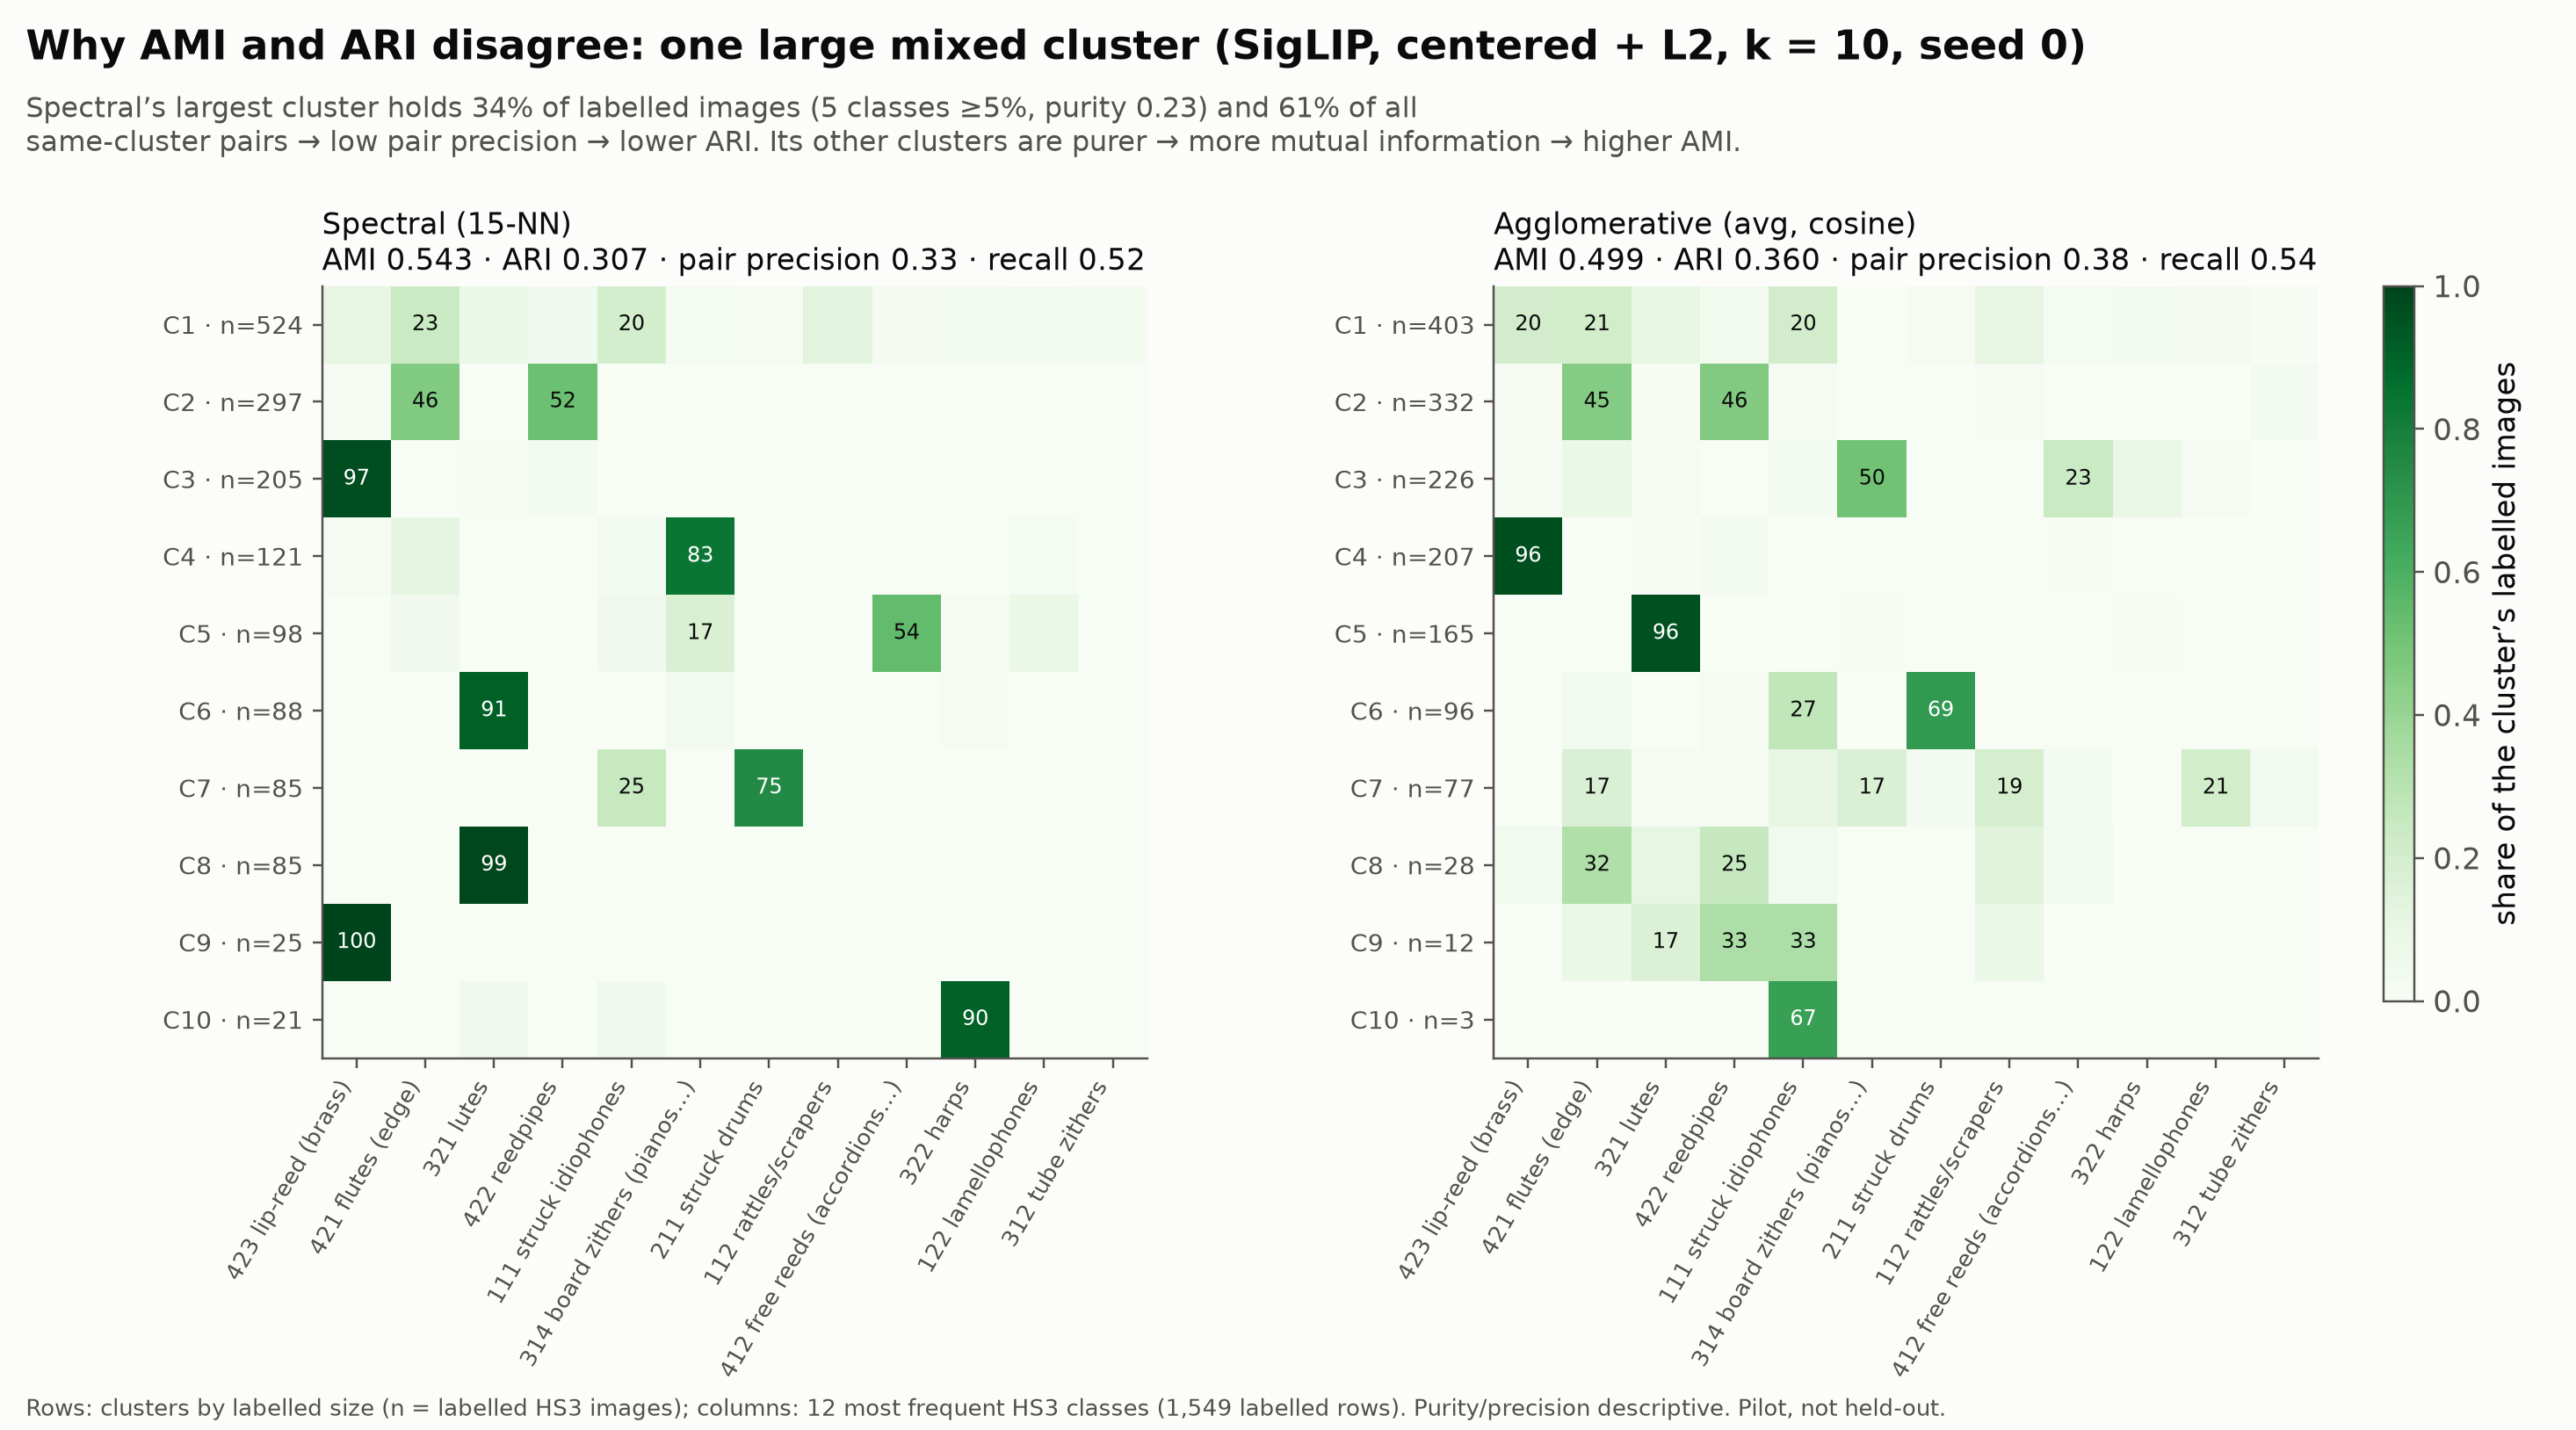 Why AMI and ARI disagree: one large mixed cluster (SigLIP, centered + L2, k = 10, seed 0)
Spectral’s largest cluster holds 34% of labelled images (5 classes ≥5%, purity 0.23) and 61% of all
same-cluster pairs → low pair precision → lower ARI. Its other clusters are purer → more mutual information → higher AMI.
Spectral (15-NN)
AMI 0.543 · ARI 0.307 · pair precision 0.33 · recall 0.52
C1 · n=524 23 20
C2 · n=297 46 52
C3 · n=205 97
C4 · n=121 83
C5 · n=98 17 54
C6 · n=88 91
C7 · n=85 25 75
C8 · n=85 99
C9 · n=25 100
C10 · n=21 90
423 lip-reed (brass)
421 flutes (edge)
321 lutes
422 reedpipes
111 struck idiophones
314 board zithers (pianos...)
211 struck drums
112 rattles/scrapers
412 free reeds (accordions...)
322 harps
122 lamellophones
312 tube zithers
Agglomerative (avg, cosine)
AMI 0.499 · ARI 0.360 · pair precision 0.38 · recall 0.54
C1 · n=403 20 21 20
C2 · n=332 45 46
C3 · n=226 50 23
C4 · n=207 96
C5 · n=165 96
C6 · n=96 27 69
C7 · n=77 17 17 19 21
C8 · n=28 32 25
C9 · n=12 17 33 33
C10 · n=3 67
423 lip-reed (brass)
421 flutes (edge)
321 lutes
422 reedpipes
111 struck idiophones
314 board zithers (pianos...)
211 struck drums
112 rattles/scrapers
412 free reeds (accordions...)
322 harps
122 lamellophones
312 tube zithers
1.0
0.8
0.6
0.4
0.2
0.0
share of the cluster’s labelled images
Rows: clusters by labelled size (n = labelled HS3 images); columns: 12 most frequent HS3 classes (1,549 labelled rows). Purity/precision descriptive. Pilot, not held-out.